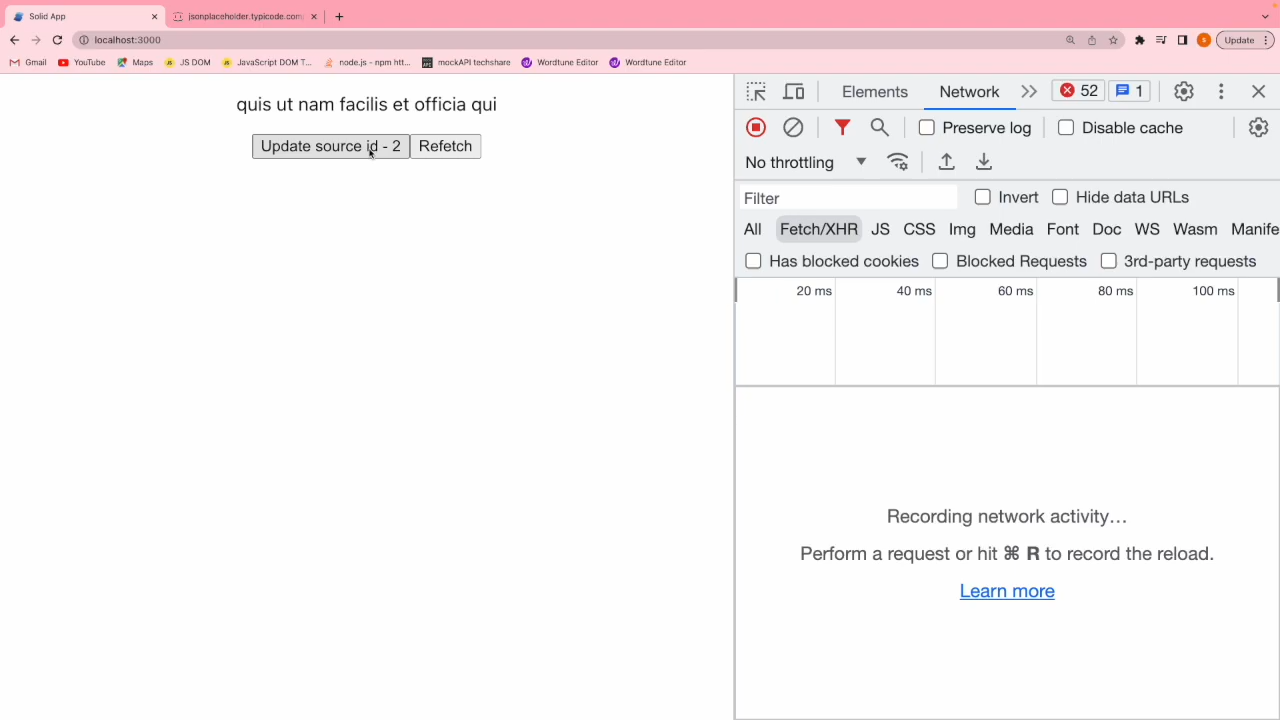 Solid App
jsonplaceholder.typicode.com
localhost:3000
Update
Gmail YouTube Maps JS DOM JavaScript DOM T... node.js - npm htt... mockAPI techshare Wordtune Editor Wordtune Editor
quis ut nam facilis et officia qui
Update source id - 2 Refetch
Elements Network 52 1
Preserve log Disable cache
No throttling
Filter Invert Hide data URLs
All Fetch/XHR JS CSS Img Media Font Doc WS Wasm Manife
Has blocked cookies Blocked Requests 3rd-party requests
20 ms 40 ms 60 ms 80 ms 100 ms
Recording network activity…
Perform a request or hit ⌘ R to record the reload.
Learn more